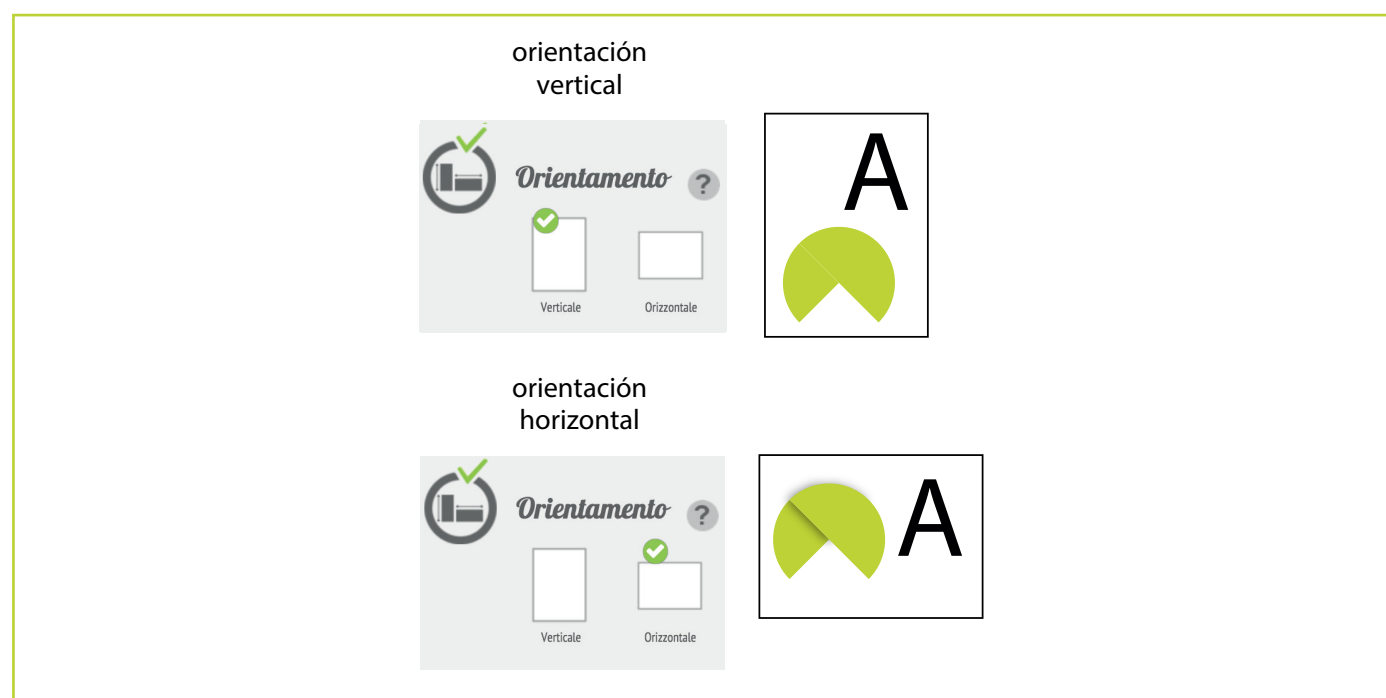 orientación
vertical
Orientamento ?
Verticale Orizzontale
A
orientación
horizontal
Orientamento ?
Verticale Orizzontale
A